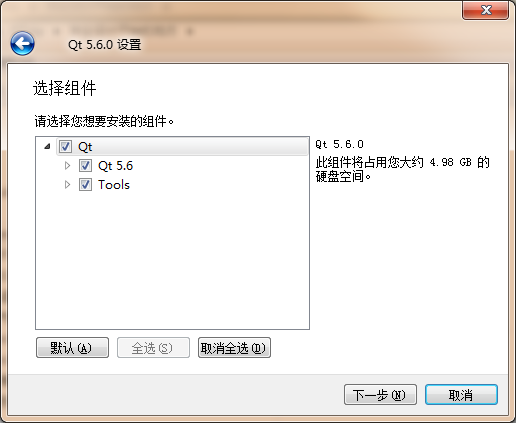 Qt 5.6.0 设置
选择组件
请选择您想要安装的组件。
Qt
Qt 5.6
Tools
Qt 5.6.0
此组件将占用您大约 4.98 GB 的
硬盘空间。
默认(A) 全选(S) 取消全选(D)
下一步(N) 取消